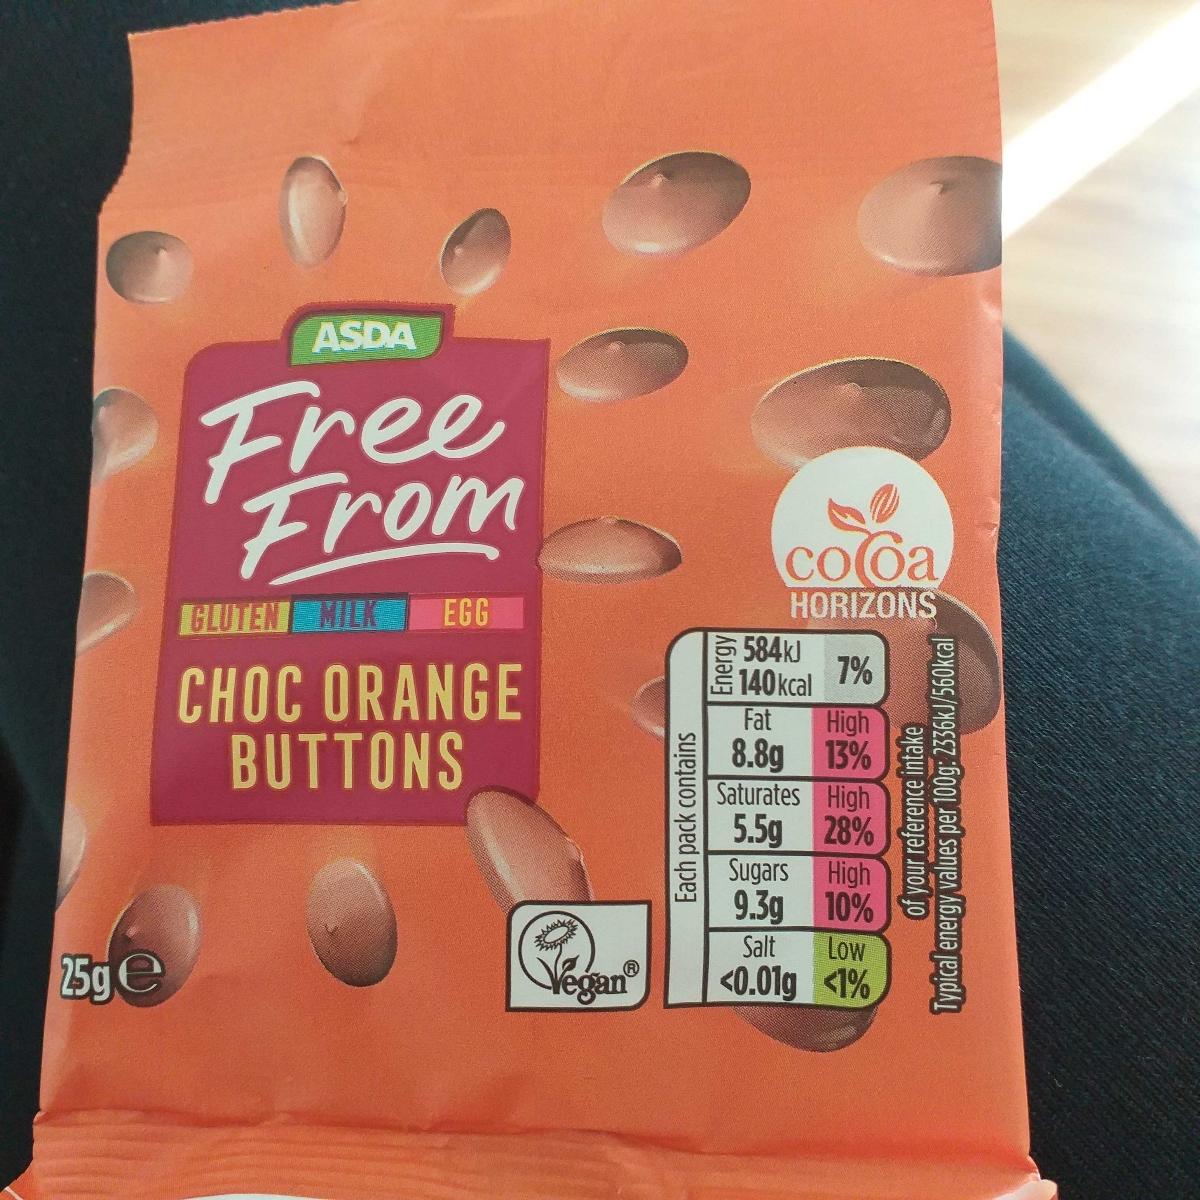 ASDA
Free
From
GLUTEN MILK EGG
CHOC ORANGE
BUTTONS
25g ℮
Vegan®
cocoa
HORIZONS
Each pack contains
Energy
584kJ
140kcal
7%
Fat High
8.8g 13%
Saturates High
5.5g 28%
Sugars High
9.3g 10%
Salt Low
<0.01g <1%
of your reference intake
Typical energy values per 100g: 2336kJ/560kcal